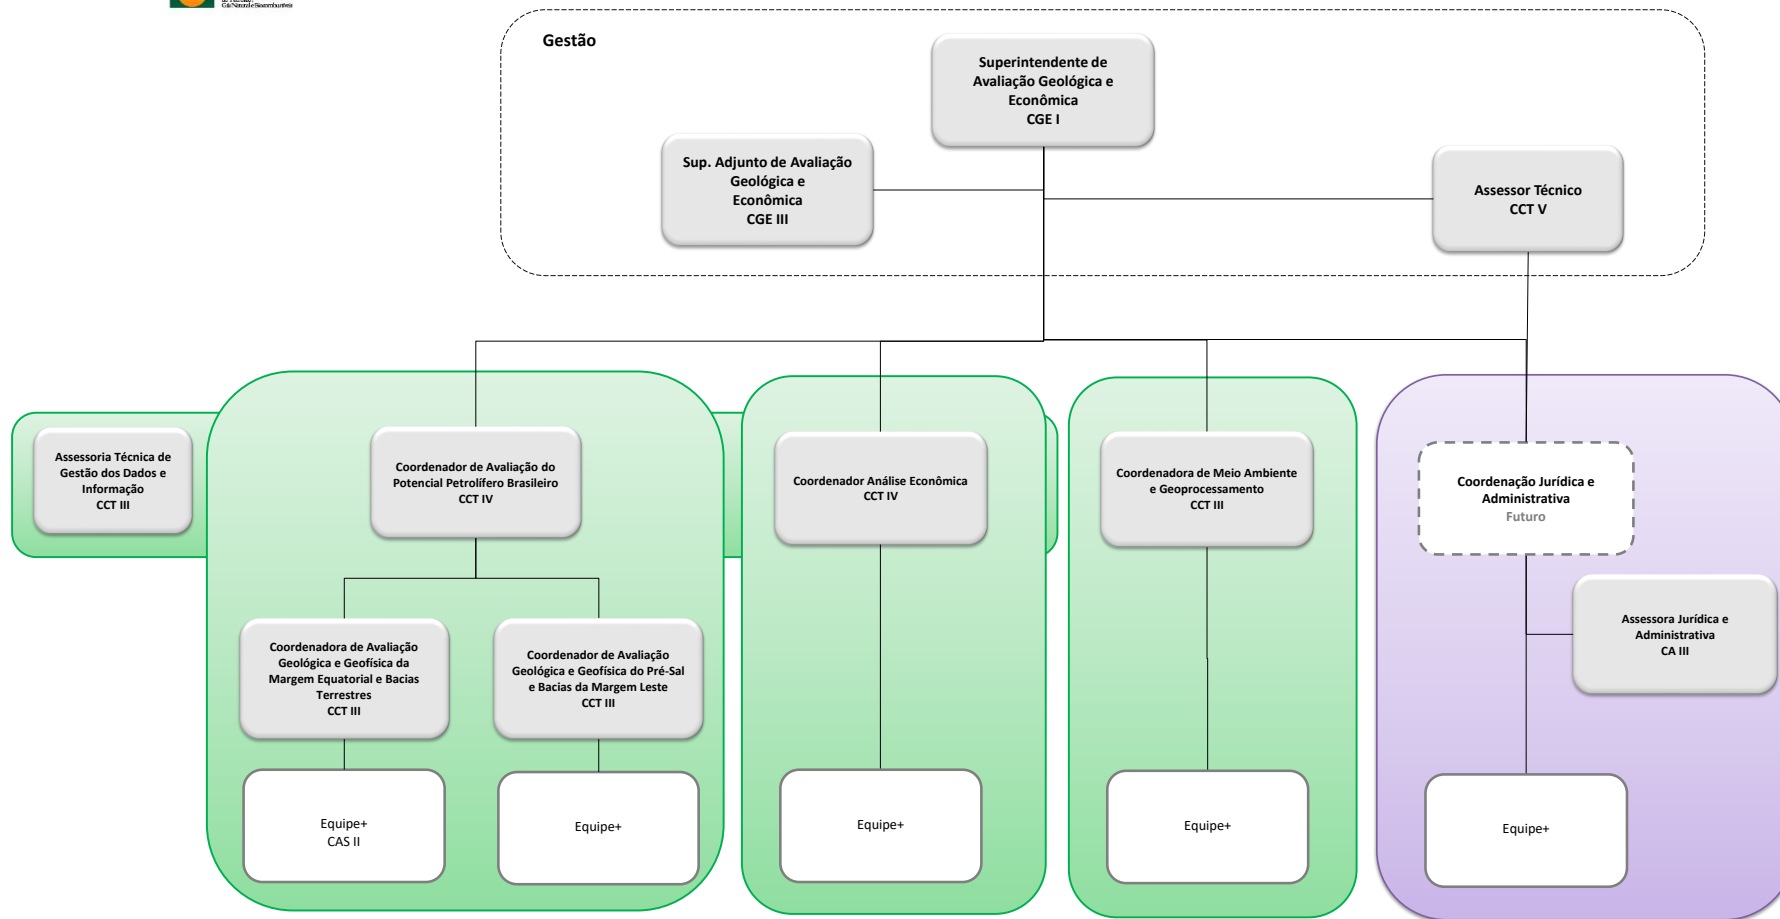 Gás Natural e Biocombustíveis
Gestão
Superintendente de
Avaliação Geológica e
Econômica
CGE I
Sup. Adjunto de Avaliação
Geológica e
Econômica
CGE III
Assessor Técnico
CCT V
Assessoria Técnica de
Gestão dos Dados e
Informação
CCT III
Coordenador de Avaliação do
Potencial Petrolífero Brasileiro
CCT IV
Coordenador Análise Econômica
CCT IV
Coordenadora de Meio Ambiente
e Geoprocessamento
CCT III
Coordenação Jurídica e
Administrativa
Futuro
Assessora Jurídica e
Administrativa
CA III
Coordenadora de Avaliação
Geológica e Geofísica da
Margem Equatorial e Bacias
Terrestres
CCT III
Coordenador de Avaliação
Geológica e Geofísica do Pré-Sal
e Bacias da Margem Leste
CCT III
Equipe+
CAS II
Equipe+
Equipe+
Equipe+
Equipe+